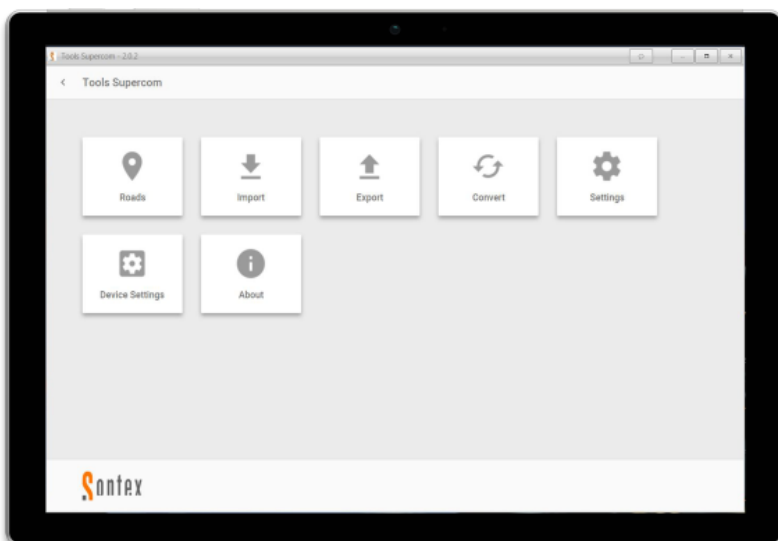 Tools Supercom - 2.0.2
Tools Supercom
Roads
Import
Export
Convert
Settings
Device Settings
About
Sontex